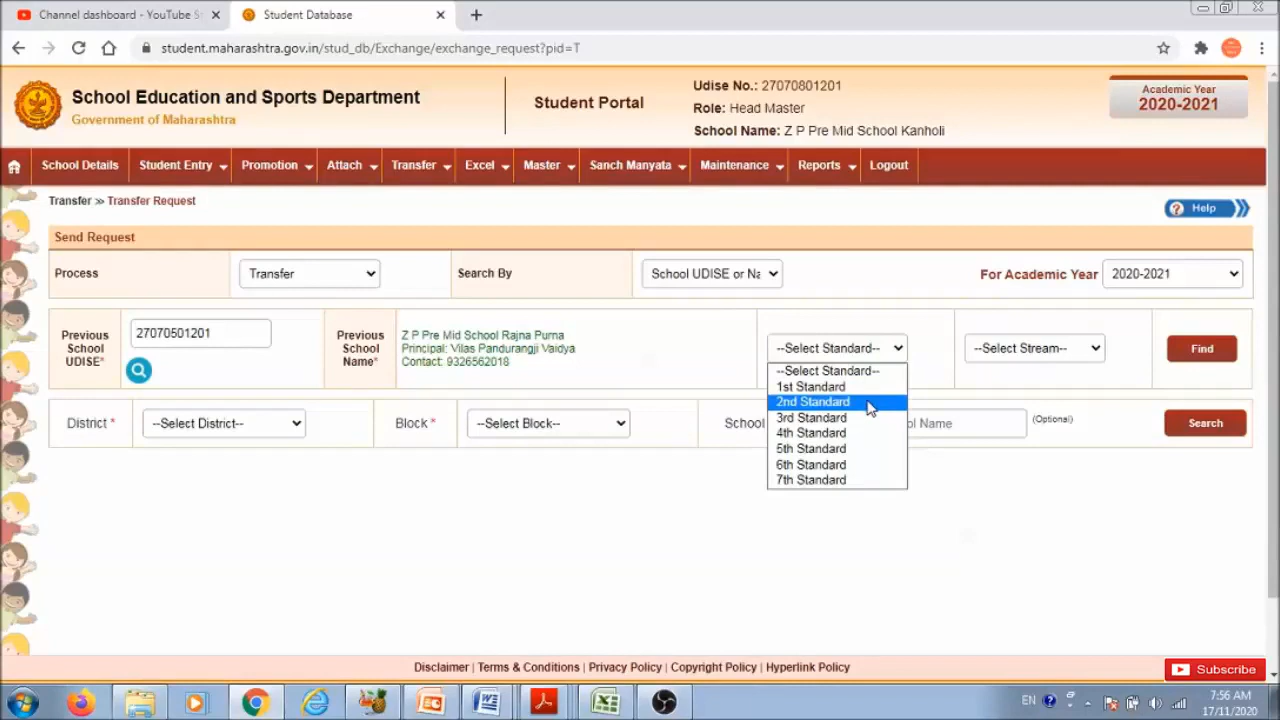 Channel dashboard - YouTube S
Student Database
student.maharashtra.gov.in/stud_db/Exchange/exchange_request?pid=T
School Education and Sports Department
Government of Maharashtra
Student Portal
Udise No.: 27070801201
Role: Head Master
School Name: Z P Pre Mid School Kanholi
Academic Year
2020-2021
School Details Student Entry Promotion Attach Transfer Excel Master Sanch Manyata Maintenance Reports Logout
Transfer >> Transfer Request
Help
Send Request
Process
Transfer
Search By
School UDISE or Na
For Academic Year
2020-2021
Previous
School
UDISE*
27070501201
Previous
School
Name*
Z P Pre Mid School Rajna Purna
Principal: Vilas Pandurangji Vaidya
Contact: 9326562018
--Select Standard--
--Select Stream--
Find
--Select Standard--
1st Standard
2nd Standard
3rd Standard
4th Standard
5th Standard
6th Standard
7th Standard
District *
--Select District--
Block *
--Select Block--
School
ol Name
(Optional)
Search
Disclaimer | Terms & Conditions | Privacy Policy | Copyright Policy | Hyperlink Policy
Subscribe
EN
7:56 AM
17/11/2020